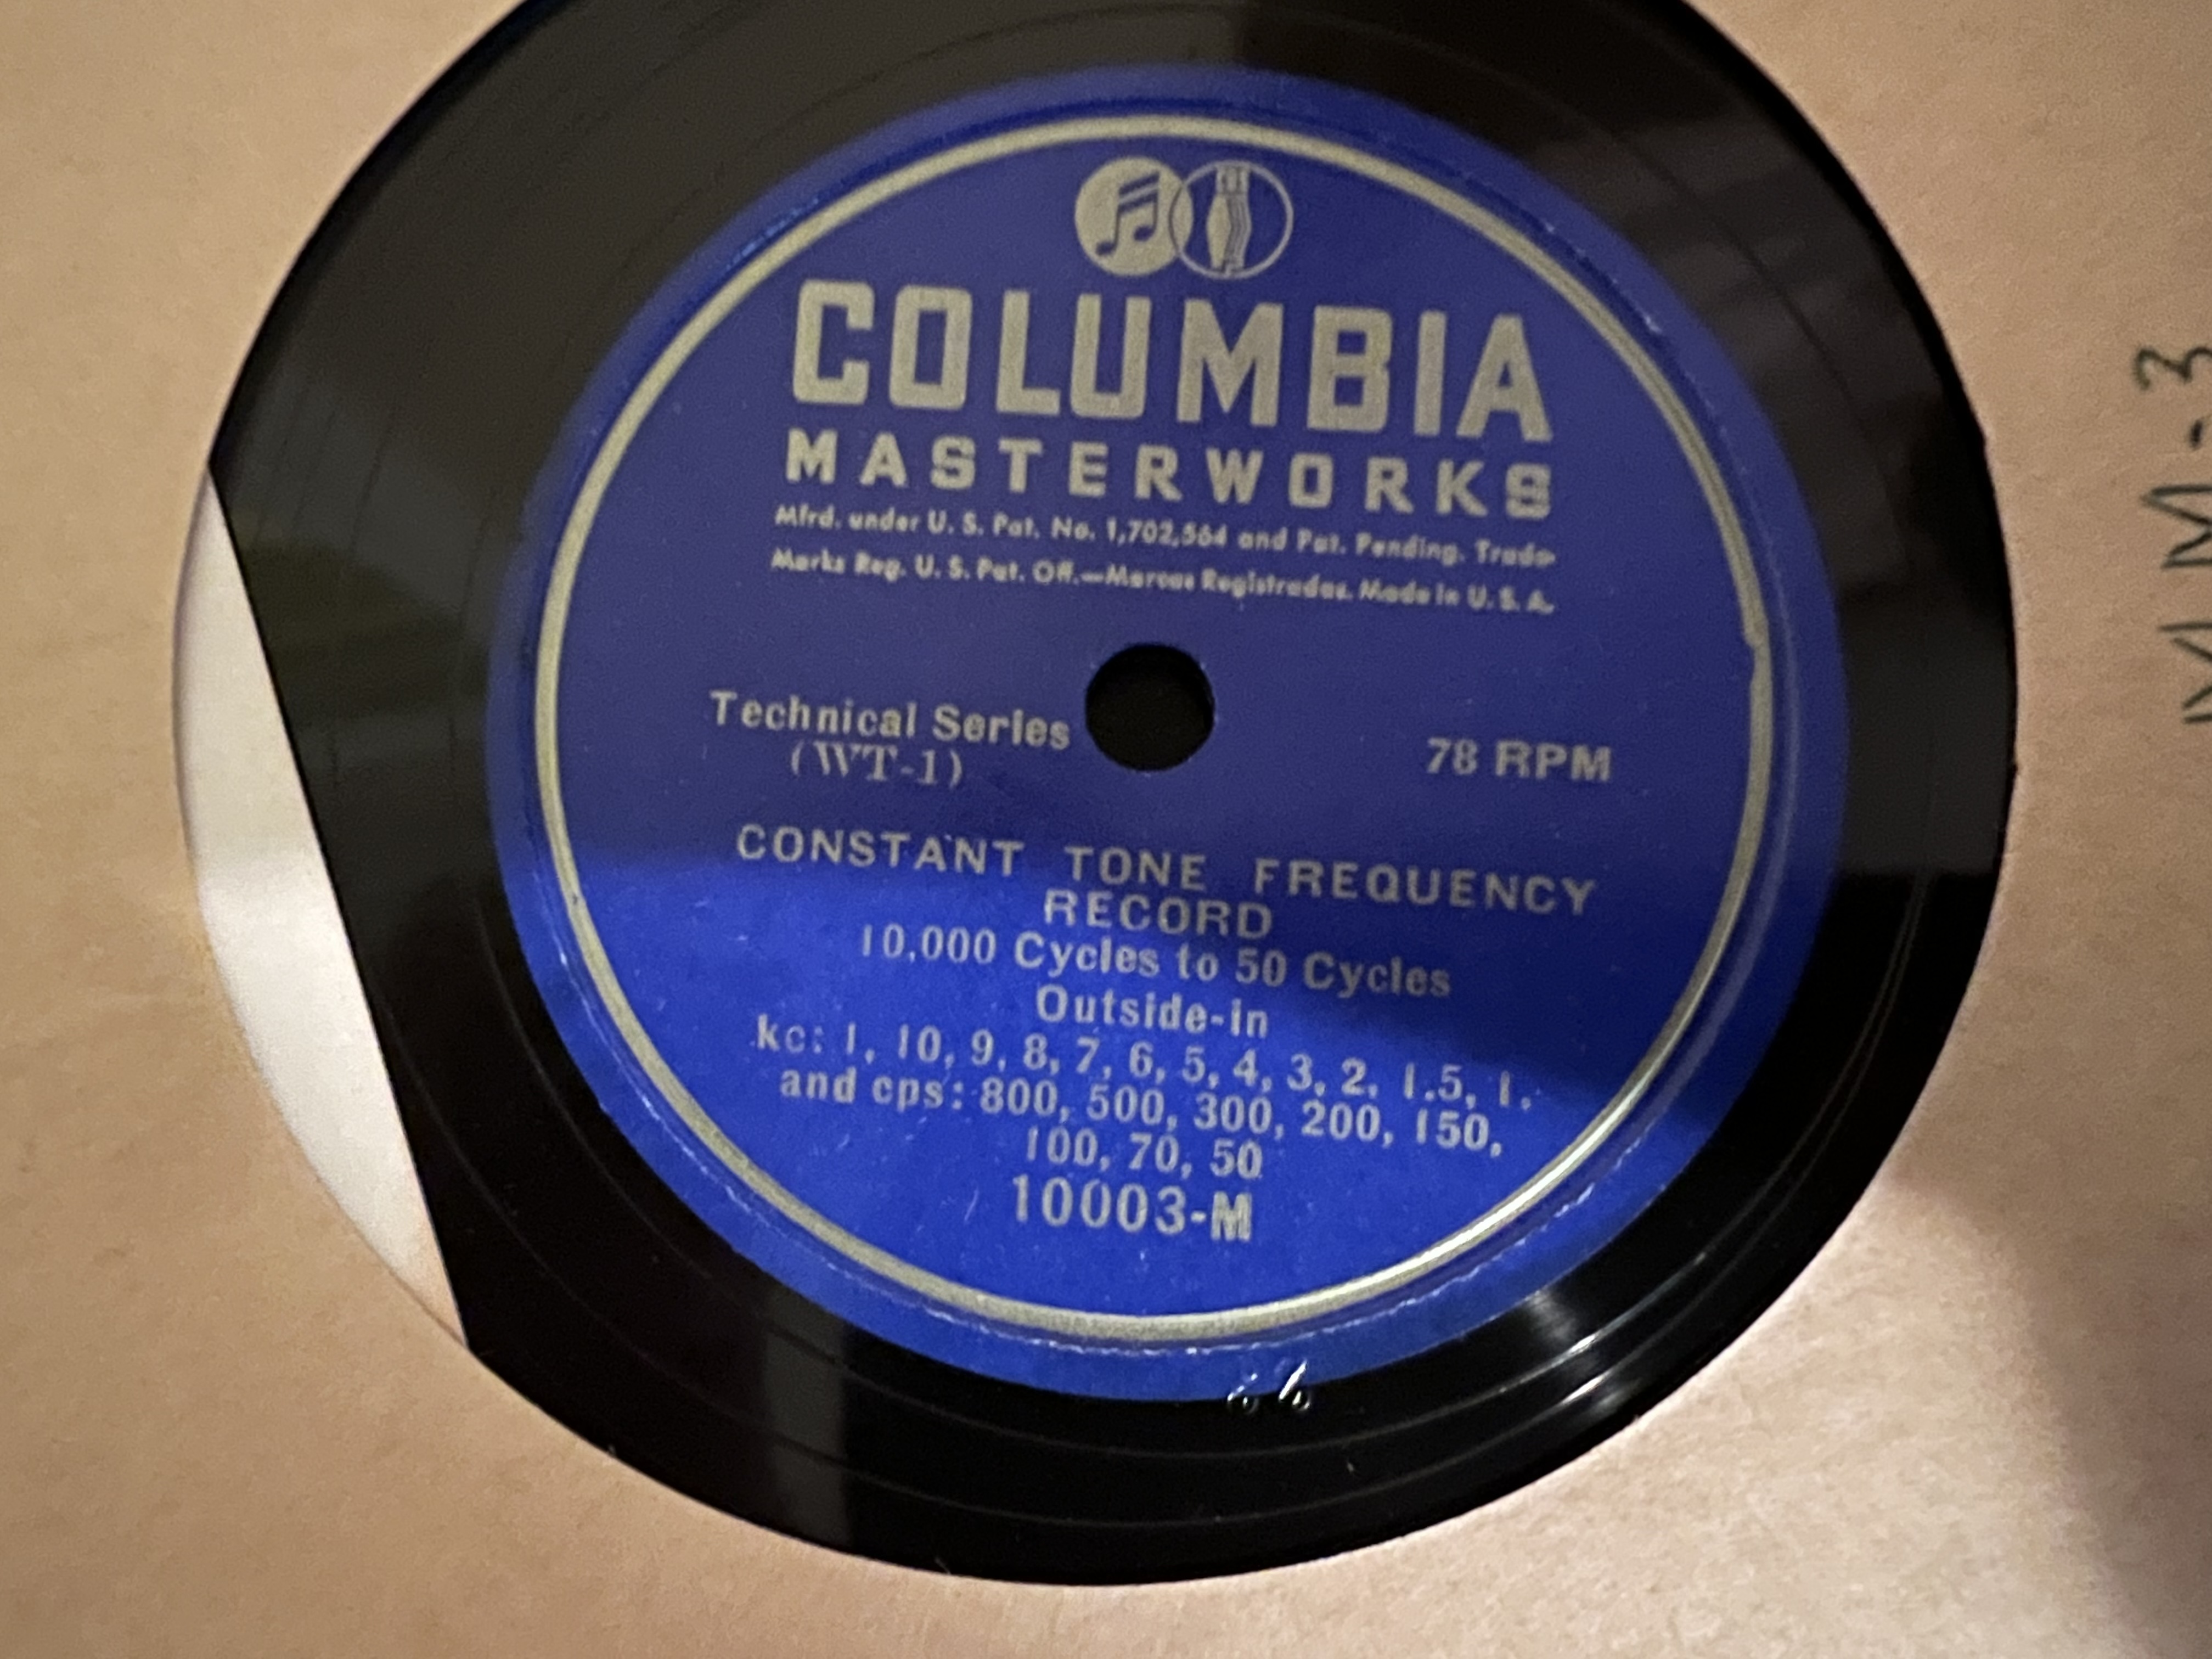 COLUMBIA
MASTERWORKS
Mfrd. under U. S. Pat. No. 1,702,564 and Pat. Pending. Trade
Marks Reg. U. S. Pat. Off.—Marcas Registradas. Made in U. S. A.
Technical Series
(WT-1)
78 RPM
CONSTANT TONE FREQUENCY
RECORD
10,000 Cycles to 50 Cycles
Outside-in
kc: 1, 10, 9, 8, 7, 6, 5, 4, 3, 2, 1.5, 1.
and cps: 800, 500, 300, 200, 150,
100, 70, 50
10003-M